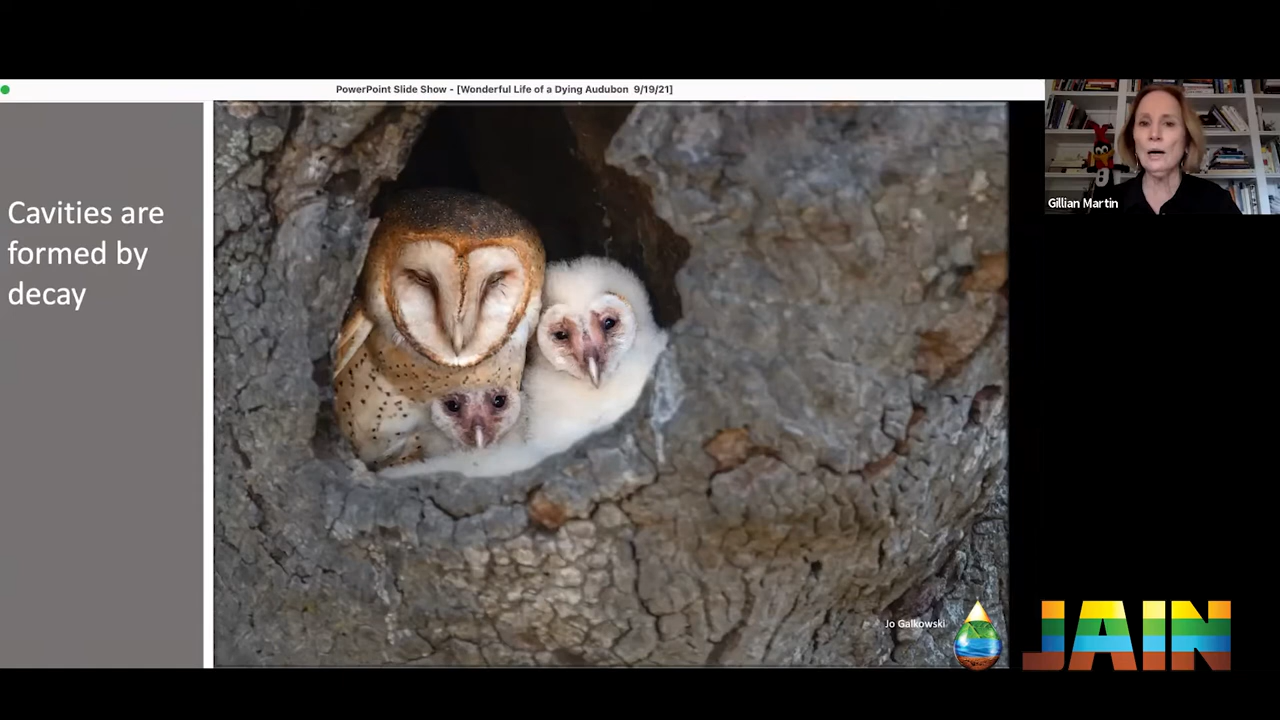 PowerPoint Slide Show - [Wonderful Life of a Dying Audubon 9/19/21]
Cavities are
formed by
decay
Gillian Martin
Jo Galkowski
JAIN